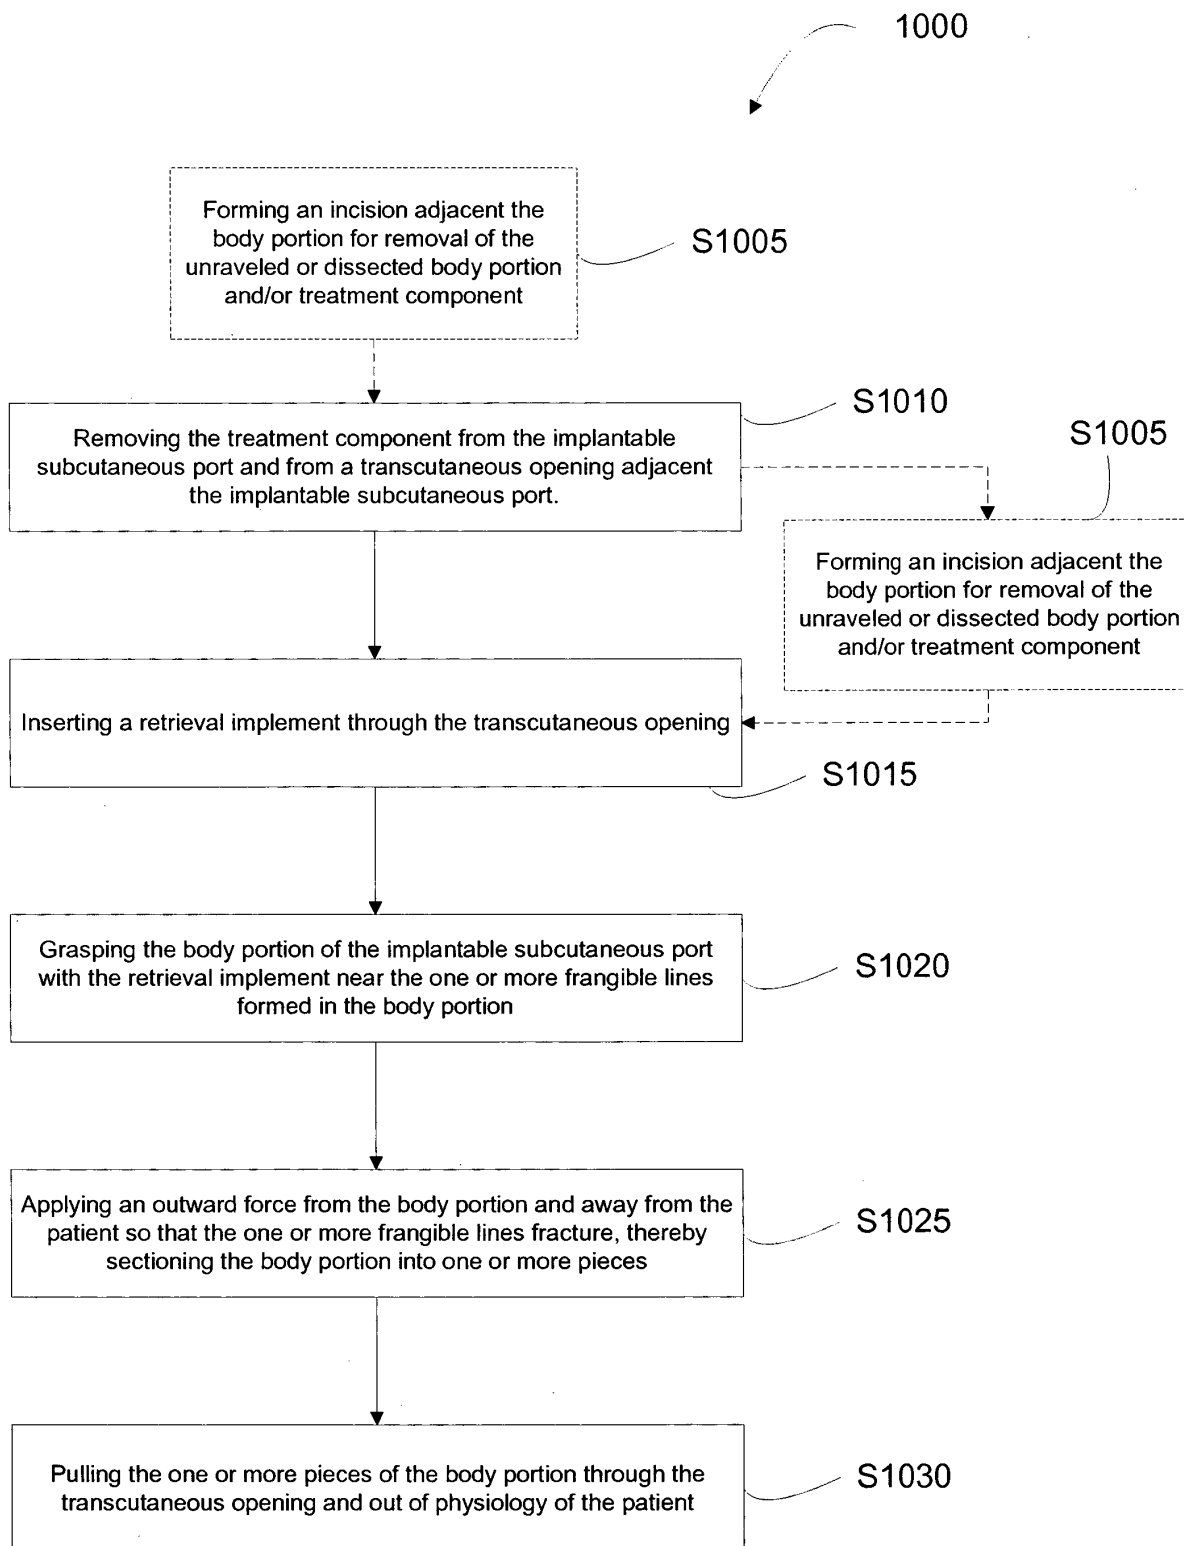 1000
Forming an incision adjacent the
body portion for removal of the
unraveled or dissected body portion
and/or treatment component
S1005
Removing the treatment component from the implantable
subcutaneous port and from a transcutaneous opening adjacent
the implantable subcutaneous port.
S1010
S1005
Forming an incision adjacent the
body portion for removal of the
unraveled or dissected body portion
and/or treatment component
Inserting a retrieval implement through the transcutaneous opening
S1015
Grasping the body portion of the implantable subcutaneous port
with the retrieval implement near the one or more frangible lines
formed in the body portion
S1020
Applying an outward force from the body portion and away from the
patient so that the one or more frangible lines fracture, thereby
sectioning the body portion into one or more pieces
S1025
Pulling the one or more pieces of the body portion through the
transcutaneous opening and out of physiology of the patient
S1030